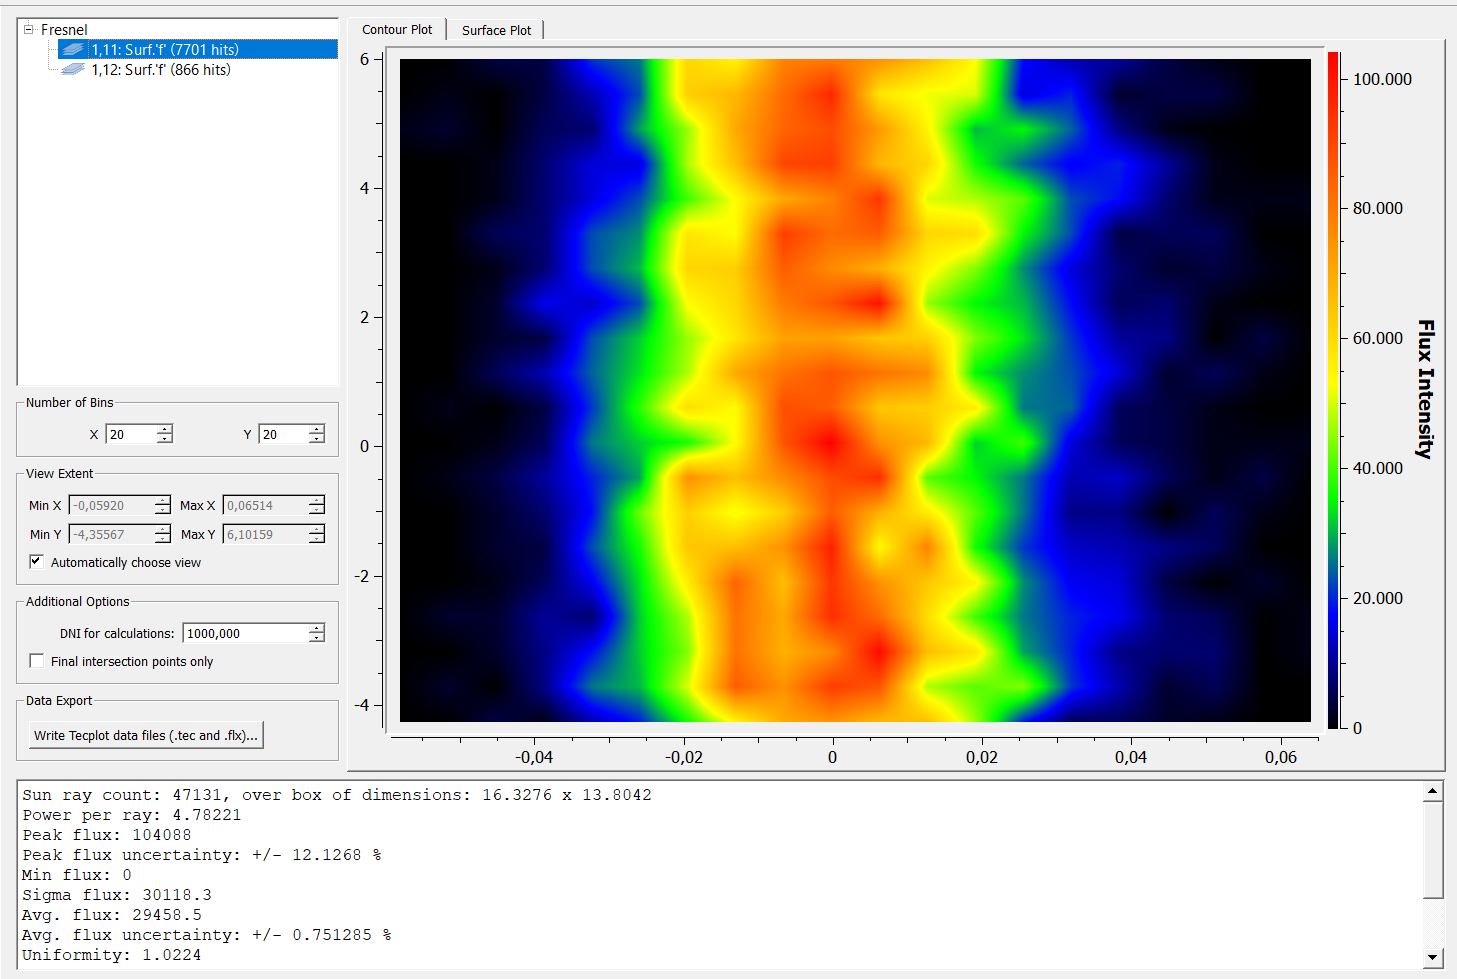 Fresnel
1,11: Surf.'f' (7701 hits)
1,12: Surf.'f' (866 hits)
Number of Bins
X 20 Y 20
View Extent
Min X -0,05920 Max X 0,06514
Min Y -4,35567 Max Y 6,10159
Automatically choose view
Additional Options
DNI for calculations: 1000,000
Final intersection points only
Data Export
Write Tecplot data files (.tec and .flx)...
Contour Plot Surface Plot
6
4
2
0
-2
-4
-0,04 -0,02 0 0,02 0,04 0,06
100.000
80.000
60.000
40.000
20.000
0
Flux Intensity
Sun ray count: 47131, over box of dimensions: 16.3276 x 13.8042
Power per ray: 4.78221
Peak flux: 104088
Peak flux uncertainty: +/- 12.1268 %
Min flux: 0
Sigma flux: 30118.3
Avg. flux: 29458.5
Avg. flux uncertainty: +/- 0.751285 %
Uniformity: 1.0224